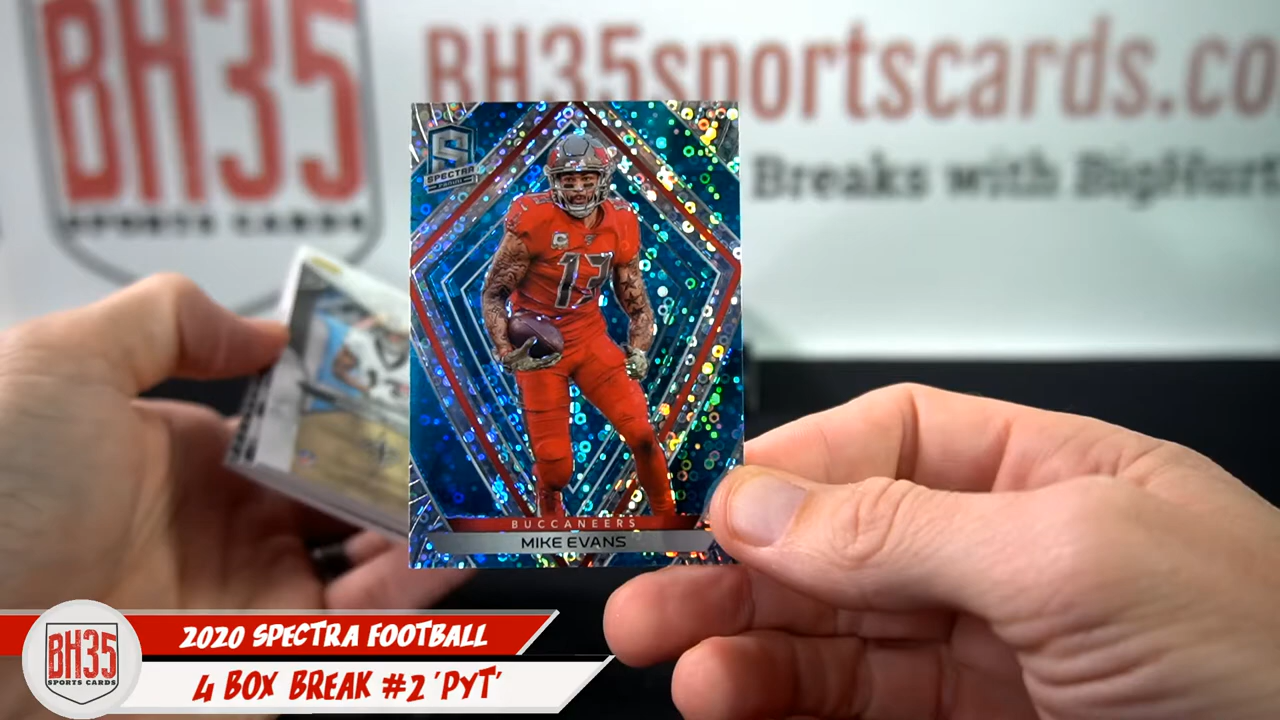 BH35
SPORTS CARDS
BH35sportscards.co
Breaks with
SPECTRA
PANINI
C
13
BUCCANEERS
MIKE EVANS
2020 SPECTRA FOOTBALL
4 BOX BREAK #2 'PYT'
BH35
SPORTS CARDS